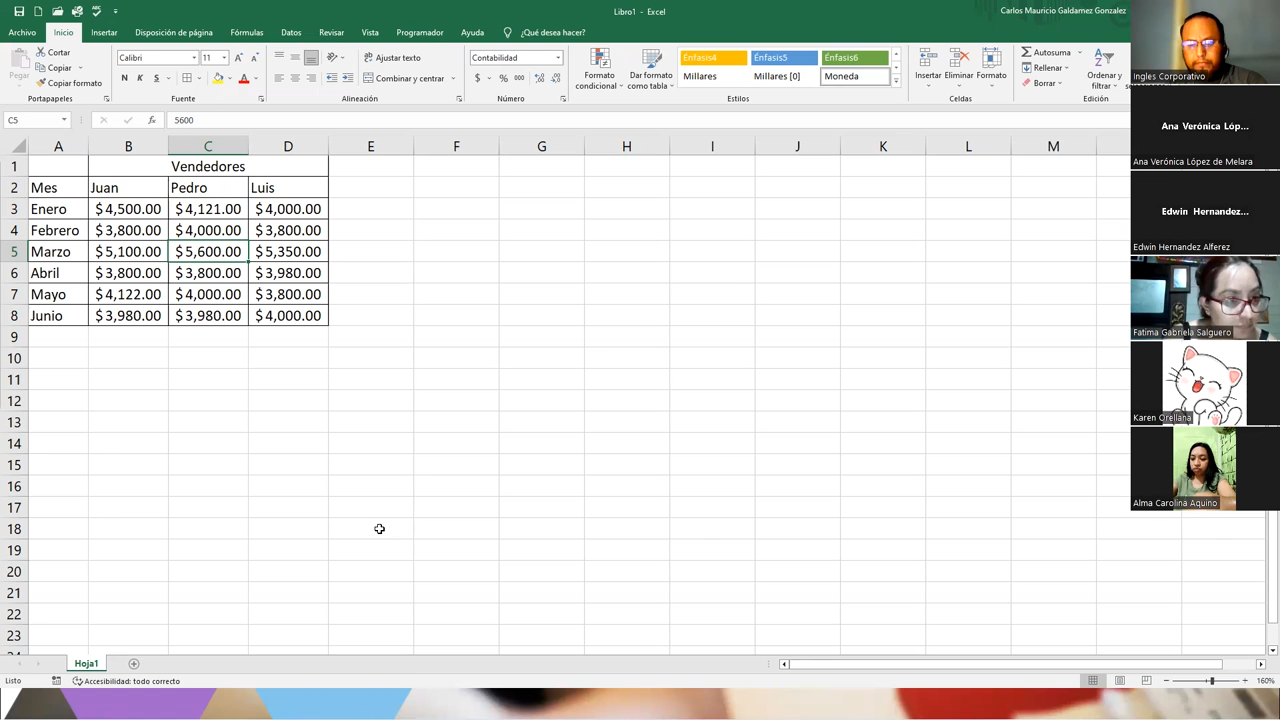 Libro1 - Excel
Carlos Mauricio Galdamez Gonzalez
Archivo Inicio Insertar Disposición de página Fórmulas Datos Revisar Vista Programador Ayuda ¿Qué desea hacer?
Pegar
Cortar
Copiar
Copiar formato
Portapapeles
Calibri 11
N K S
Fuente
Ajustar texto
Combinar y centrar
Alineación
Contabilidad
$ % 000
Número
Formato condicional
Dar formato como tabla
Énfasis4 Énfasis5 Énfasis6
Millares Millares [0] Moneda
Estilos
Insertar Eliminar Formato
Celdas
Autosuma
Rellenar
Borrar
Ordenar y
Edición
C5 fx 5600
A B C D E F G H I J K L M
1 Vendedores
2 Mes Juan Pedro Luis
3 Enero $ 4,500.00 $ 4,121.00 $ 4,000.00
4 Febrero $ 3,800.00 $ 4,000.00 $ 3,800.00
5 Marzo $ 5,100.00 $ 5,600.00 $ 5,350.00
6 Abril $ 3,800.00 $ 3,800.00 $ 3,980.00
7 Mayo $ 4,122.00 $ 4,000.00 $ 3,800.00
8 Junio $ 3,980.00 $ 3,980.00 $ 4,000.00
9
10
11
12
13
14
15
16
17
18
19
20
21
22
23
Hoja1
Listo Accesibilidad: todo correcto 160%
Ingles Corporativo
Ana Verónica Lóp...
Ana Verónica López de Melara
Edwin Hernandez...
Edwin Hernandez Alferez
Fatima Gabriela Salguero
Karen Orellana
Alma Carolina Aquino